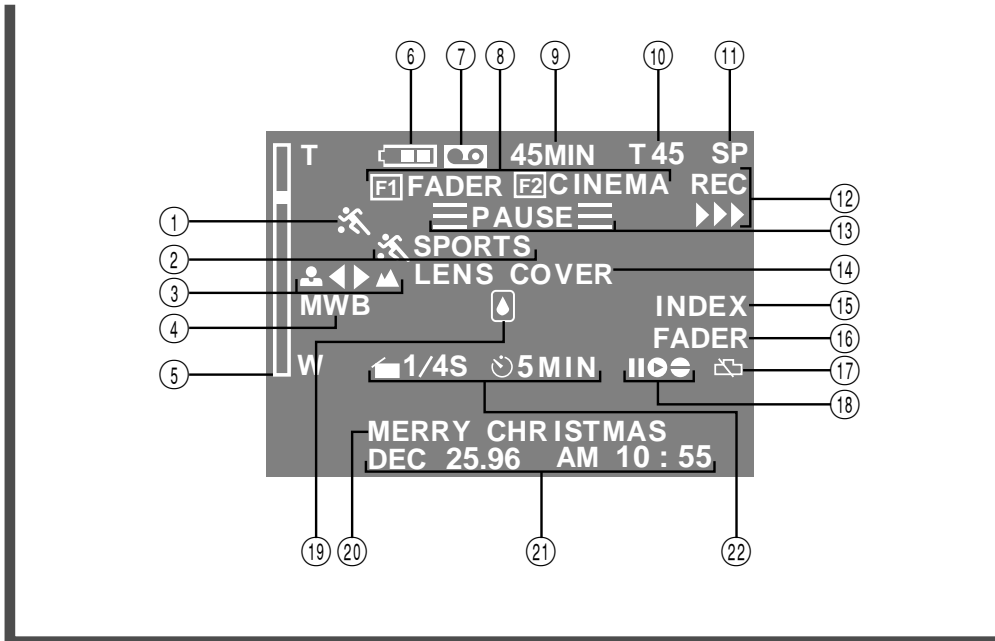 6 7 8 9 10 11
T 45MIN T 45 SP
F1 FADER F2 CINEMA REC
12
PAUSE
13
1
SPORTS
2
LENS COVER
14
3
MWB
4
INDEX
15
FADER
16
W 1/4S 5MIN
5
17
18
MERRY CHRISTMAS
DEC 25.96 AM 10 : 55
19 20 21 22